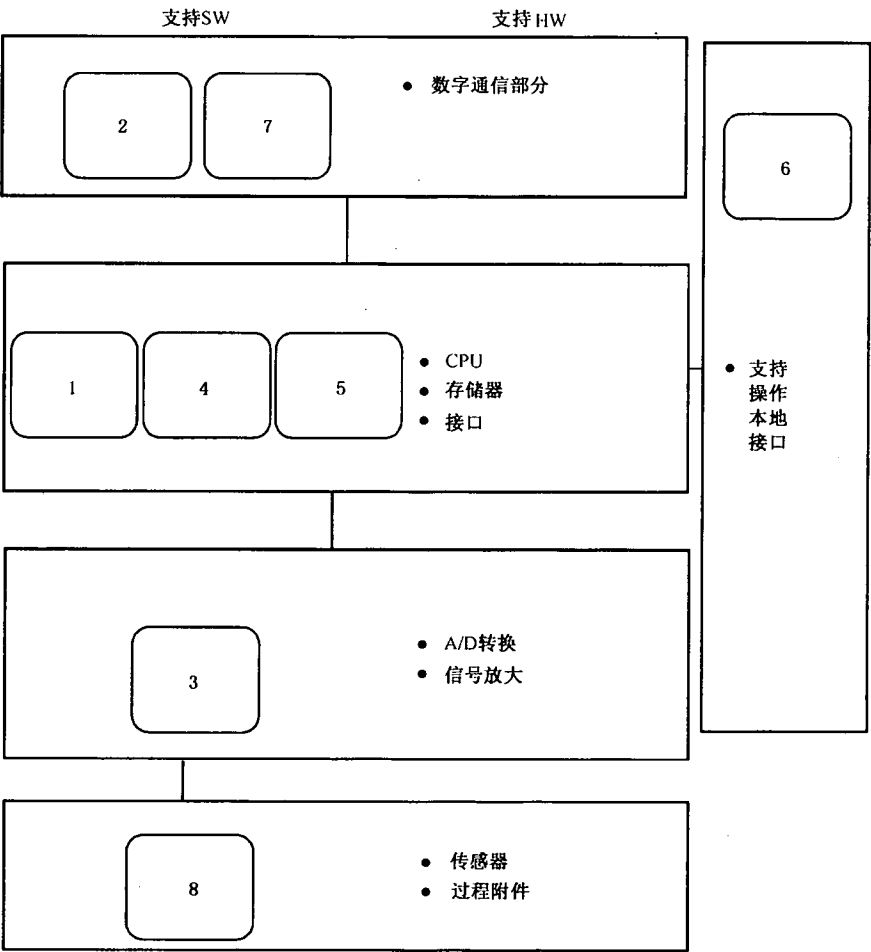 支持SW
支持HW
2
7
● 数字通信部分
6
1
4
5
● CPU
● 存储器
● 接口
● 支持
操作
本地
接口
3
● A/D转换
● 信号放大
8
● 传感器
● 过程附件